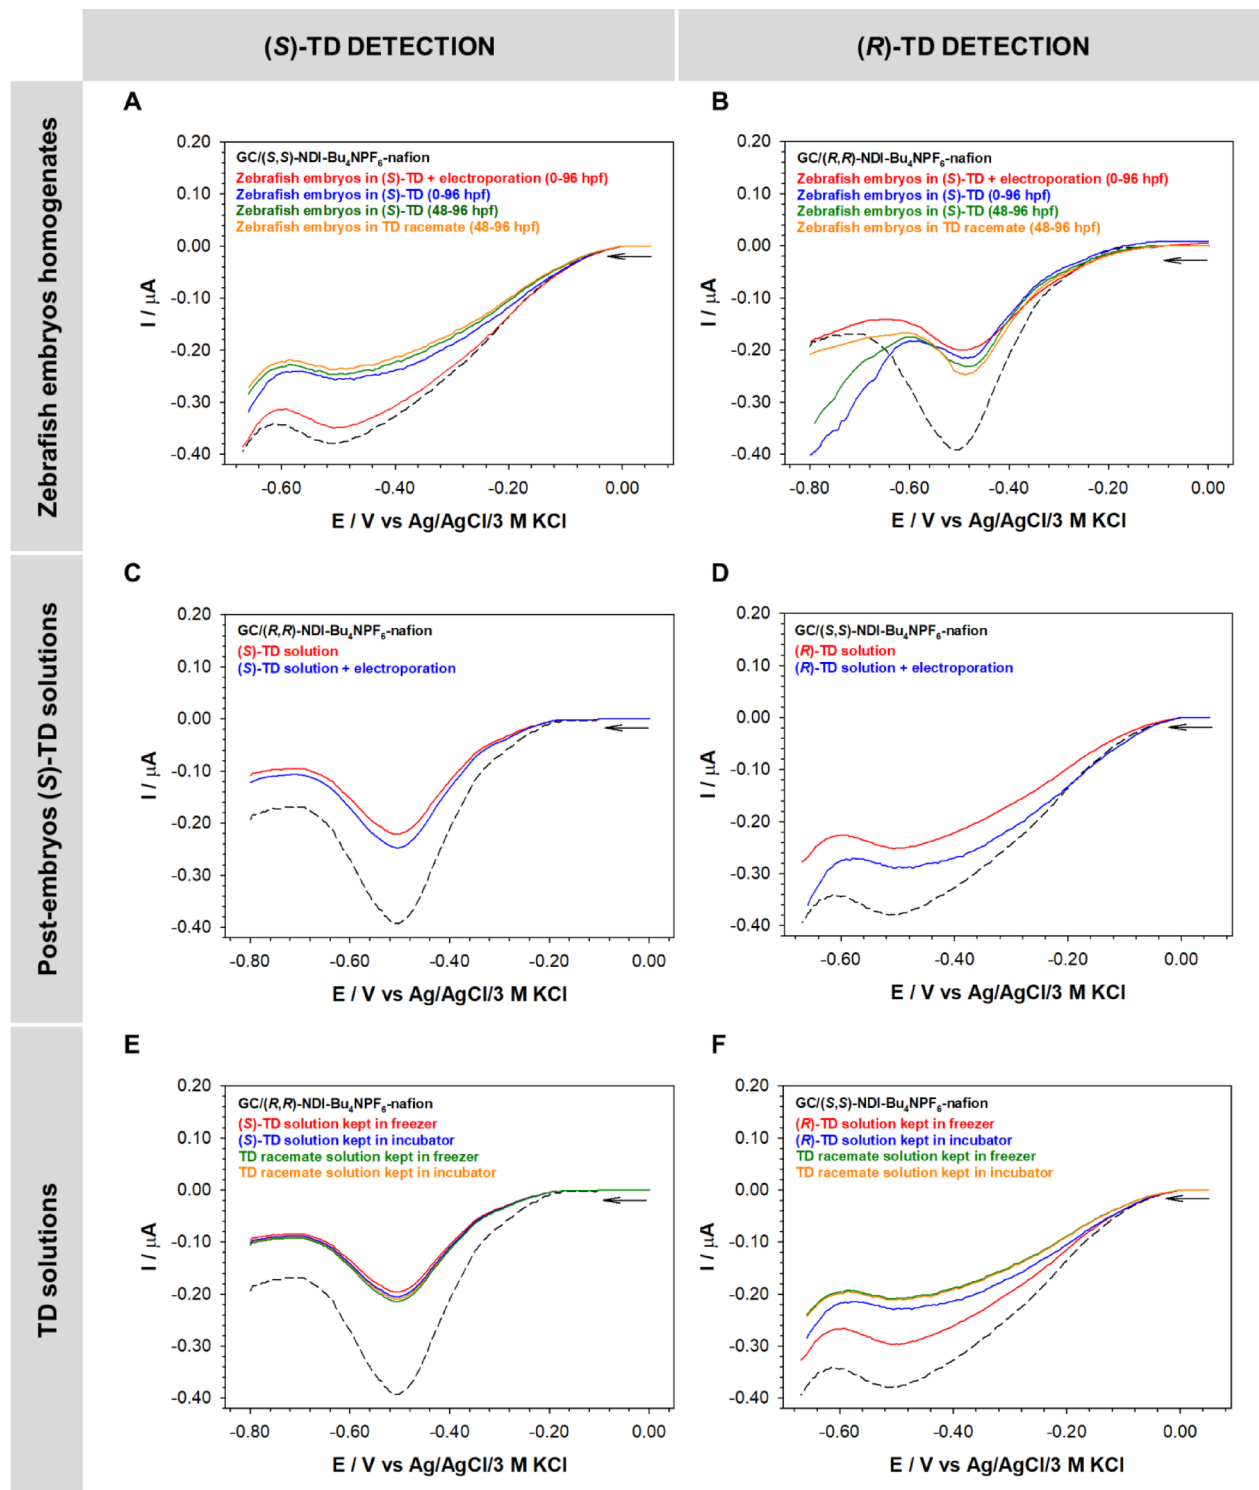 (S)-TD DETECTION
(R)-TD DETECTION
Zebrafish embryos homogenates
A
0.20
0.10
0.00
-0.10
-0.20
-0.30
-0.40
I / μA
GC/(S,S)-NDI-Bu4NPF6-nafion
Zebrafish embryos in (S)-TD + electroporation (0-96 hpf)
Zebrafish embryos in (S)-TD (0-96 hpf)
Zebrafish embryos in (S)-TD (48-96 hpf)
Zebrafish embryos in TD racemate (48-96 hpf)
-0.60 -0.40 -0.20 0.00
E / V vs Ag/AgCl/3 M KCl
B
0.20
0.10
0.00
-0.10
-0.20
-0.30
-0.40
I / μA
GC/(R,R)-NDI-Bu4NPF6-nafion
Zebrafish embryos in (S)-TD + electroporation (0-96 hpf)
Zebrafish embryos in (S)-TD (0-96 hpf)
Zebrafish embryos in (S)-TD (48-96 hpf)
Zebrafish embryos in TD racemate (48-96 hpf)
-0.80 -0.60 -0.40 -0.20 0.00
E / V vs Ag/AgCl/3 M KCl
Post-embryos (S)-TD solutions
C
0.20
0.10
0.00
-0.10
-0.20
-0.30
-0.40
I / μA
GC/(R,R)-NDI-Bu4NPF6-nafion
(S)-TD solution
(S)-TD solution + electroporation
-0.80 -0.60 -0.40 -0.20 0.00
E / V vs Ag/AgCl/3 M KCl
D
0.20
0.10
0.00
-0.10
-0.20
-0.30
-0.40
I / μA
GC/(S,S)-NDI-Bu4NPF6-nafion
(R)-TD solution
(R)-TD solution + electroporation
-0.60 -0.40 -0.20 0.00
E / V vs Ag/AgCl/3 M KCl
TD solutions
E
0.20
0.10
0.00
-0.10
-0.20
-0.30
-0.40
I / μA
GC/(R,R)-NDI-Bu4NPF6-nafion
(S)-TD solution kept in freezer
(S)-TD solution kept in incubator
TD racemate solution kept in freezer
TD racemate solution kept in incubator
-0.80 -0.60 -0.40 -0.20 0.00
E / V vs Ag/AgCl/3 M KCl
F
0.20
0.10
0.00
-0.10
-0.20
-0.30
-0.40
I / μA
GC/(S,S)-NDI-Bu4NPF6-nafion
(R)-TD solution kept in freezer
(R)-TD solution kept in incubator
TD racemate solution kept in freezer
TD racemate solution kept in incubator
-0.60 -0.40 -0.20 0.00
E / V vs Ag/AgCl/3 M KCl